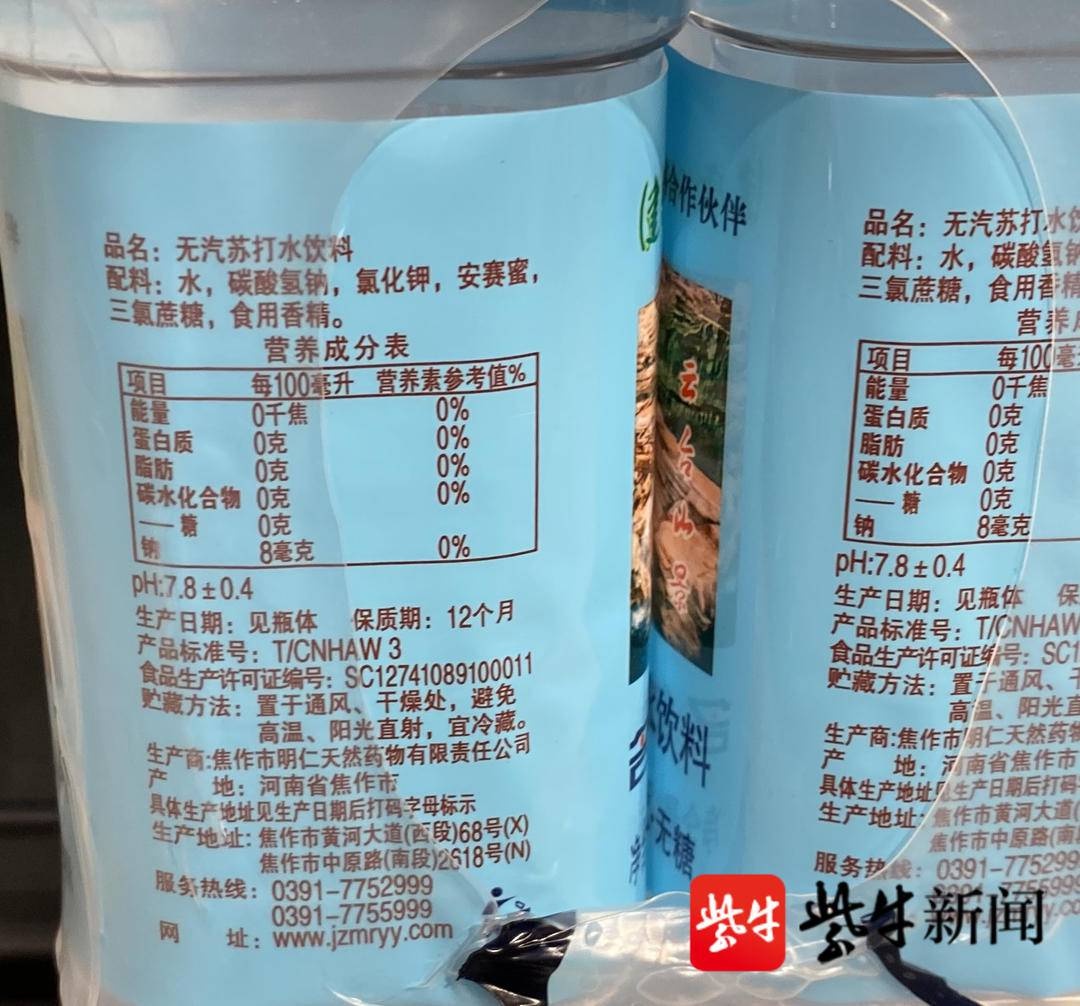 品名：无汽苏打水饮料
配料：水，碳酸氢钠，氯化钾，安赛蜜，
三氯蔗糖，食用香精。
营养成分表
项目 每100毫升 营养素参考值%
能量 0千焦 0%
蛋白质 0克 0%
脂肪 0克 0%
碳水化合物 0克 0%
—— 糖 0克
钠 8毫克 0%
pH:7.8±0.4
生产日期：见瓶体 保质期：12个月
产品标准号：T/CNHAW 3
食品生产许可证编号：SC12741089100011
贮藏方法：置于通风、干燥处，避免
高温、阳光直射，宜冷藏。
生产商:焦作市明仁天然药物有限责任公司
产 地：河南省焦作市
具体生产地址见生产日期后打码字母标示
生产地址：焦作市黄河大道(西段)68号(X)
焦作市中原路(南段)2618号(N)
服务热线：0391-7752999
0391-7755999
网 址：www.jzmryy.com
合作伙伴
云台山景
水饮料
无糖
品名：无汽苏打水饮
配料：水，碳酸氢钠
三氯蔗糖，食用香精
营养成
项目 每100毫
能量 0千焦
蛋白质 0克
脂肪 0克
碳水化合物 0克
—— 糖 0克
钠 8毫克
pH:7.8±0.4
生产日期：见瓶体 保
产品标准号：T/CNHAW
食品生产许可证编号：SC1
贮藏方法：置于通风、干
高温、阳光直
生产商:焦作市明仁天然药物
产 地：河南省焦作市
具体生产地址见生产日期后打码
生产地址：焦作市黄河大道(
焦作市中原路(南
服务热线：0391-77529
紫牛 紫牛新闻